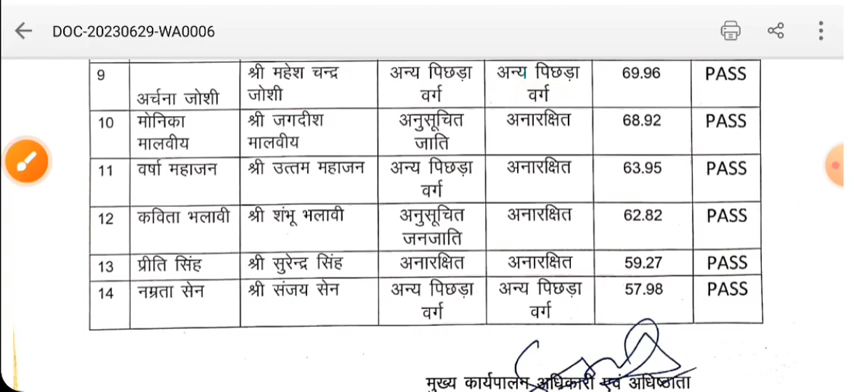 DOC-20230629-WA0006
9 अर्चना जोशी श्री महेश चन्द्र जोशी अन्य पिछड़ा वर्ग अन्य पिछड़ा वर्ग 69.96 PASS
10 मोनिका मालवीय श्री जगदीश मालवीय अनुसूचित जाति अनारक्षित 68.92 PASS
11 वर्षा महाजन श्री उत्तम महाजन अन्य पिछड़ा वर्ग अनारक्षित 63.95 PASS
12 कविता भलावी श्री शंभू भलावी अनुसूचित जनजाति अनारक्षित 62.82 PASS
13 प्रीति सिंह श्री सुरेन्द्र सिंह अनारक्षित अनारक्षित 59.27 PASS
14 नम्रता सेन श्री संजय सेन अन्य पिछड़ा वर्ग अन्य पिछड़ा वर्ग 57.98 PASS
मुख्य कार्यपालन अधिकारी एवं अधिष्ठाता